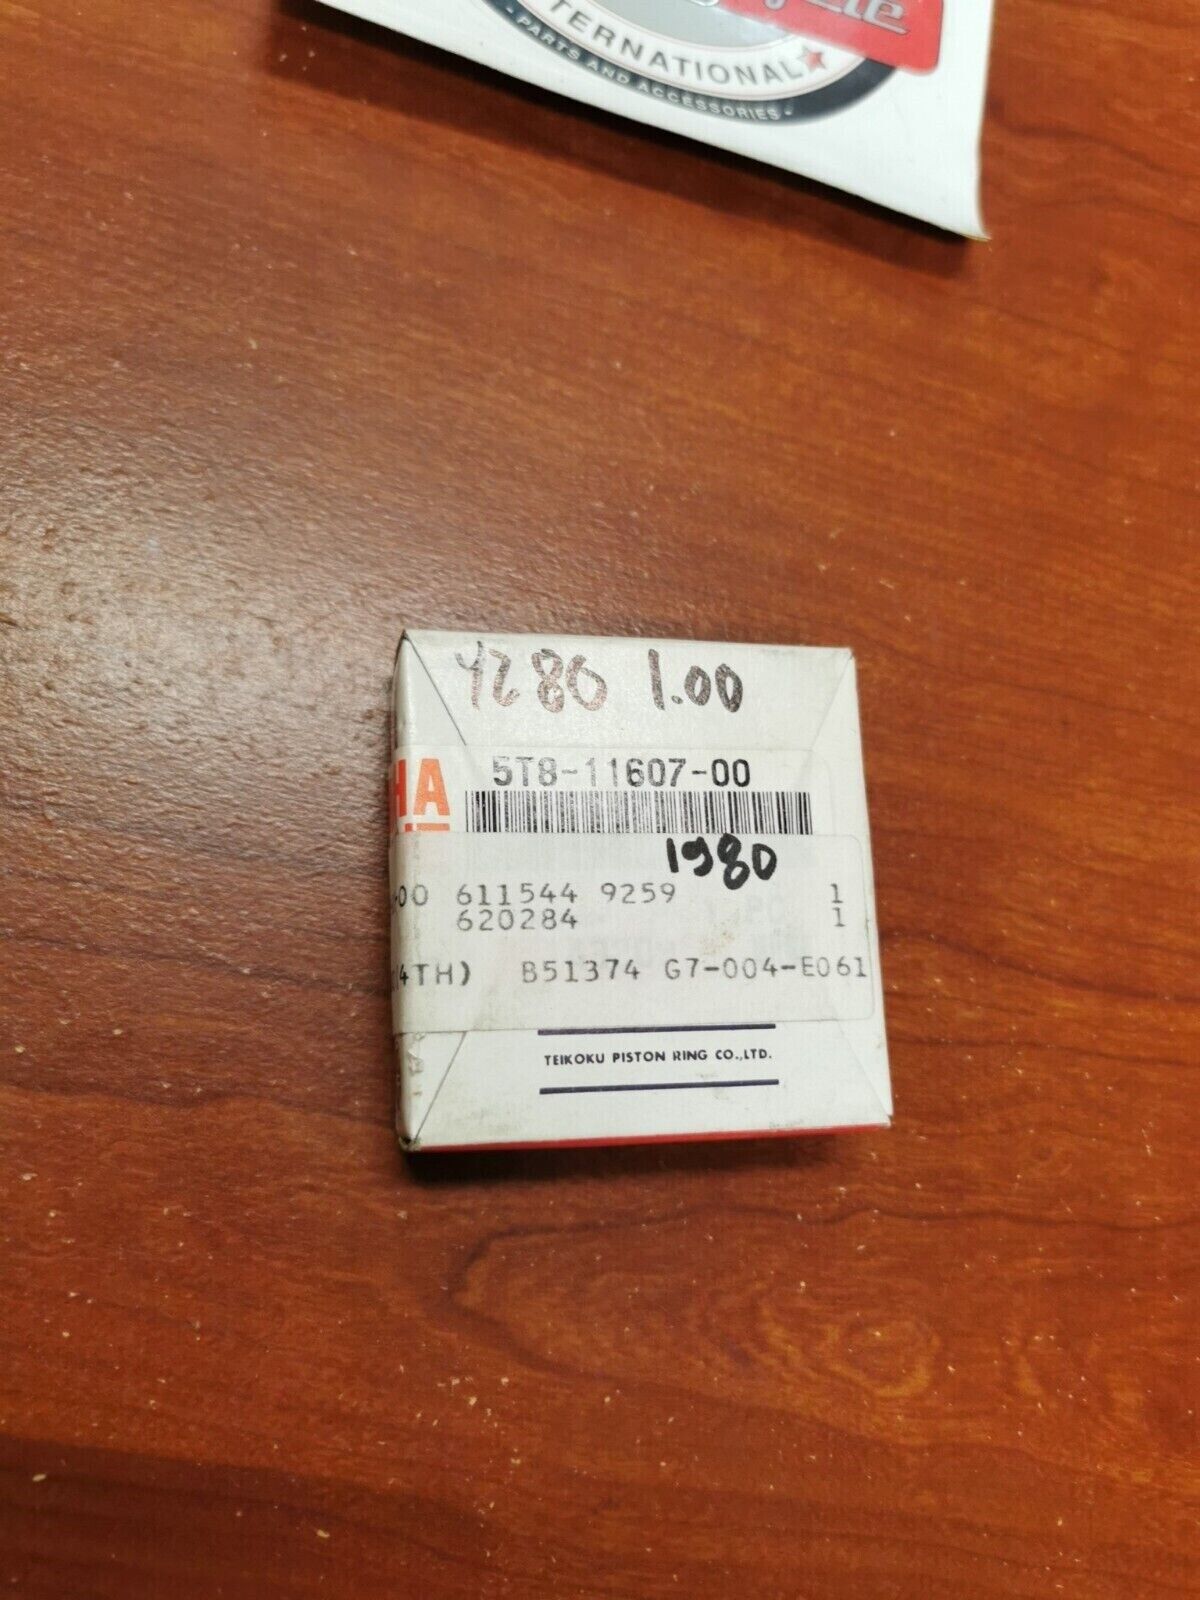 TERNATIONAL
- PARTS AND ACCESSORIES -
YZ80 1.00
HA
5T8-11607-00
1980
-00 611544 9259 1
620284 1
(4TH) B51374 G7-004-E061
TEIKOKU PISTON RING CO.,LTD.